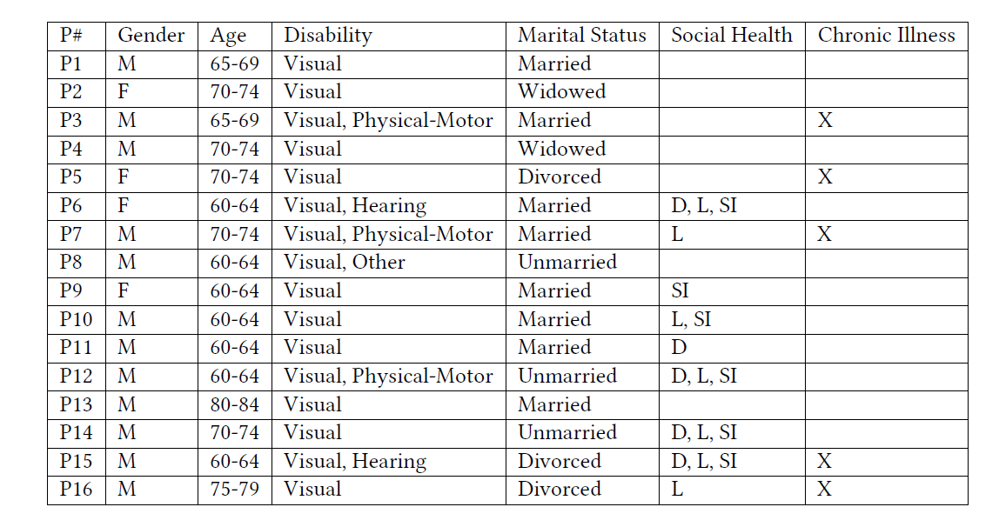 P# Gender Age Disability Marital Status Social Health Chronic Illness
P1 M 65-69 Visual Married
P2 F 70-74 Visual Widowed
P3 M 65-69 Visual, Physical-Motor Married X
P4 M 70-74 Visual Widowed
P5 F 70-74 Visual Divorced X
P6 F 60-64 Visual, Hearing Married D, L, SI
P7 M 70-74 Visual, Physical-Motor Married L X
P8 M 60-64 Visual, Other Unmarried
P9 F 60-64 Visual Married SI
P10 M 60-64 Visual Married L, SI
P11 M 60-64 Visual Married D
P12 M 60-64 Visual, Physical-Motor Unmarried D, L, SI
P13 M 80-84 Visual Married
P14 M 70-74 Visual Unmarried D, L, SI
P15 M 60-64 Visual, Hearing Divorced D, L, SI X
P16 M 75-79 Visual Divorced L X